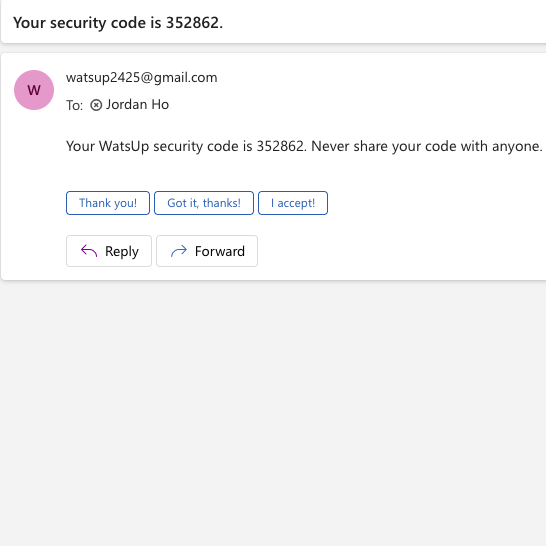 Your security code is 352862.
W
watsup2425@gmail.com
To: Jordan Ho
Your WatsUp security code is 352862. Never share your code with anyone.
Thank you!
Got it, thanks!
I accept!
Reply
Forward